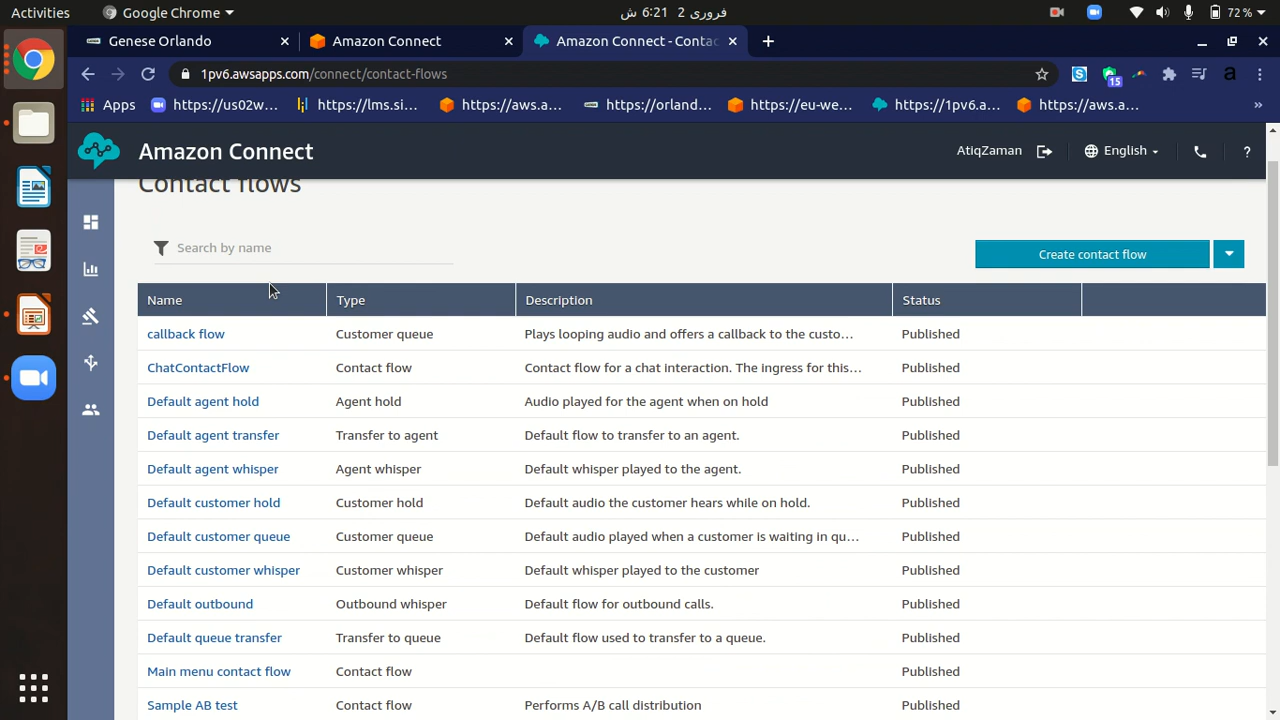 Activities
Google Chrome
فروری 2 6:21 ش
72 %
Genese Orlando
Amazon Connect
Amazon Connect - Contac
1pv6.awsapps.com/connect/contact-flows
15
a
Apps
https://us02w...
https://lms.si...
https://aws.a...
https://orland...
https://eu-we...
https://1pv6.a...
https://aws.a...
»
Amazon Connect
AtiqZaman
English
?
Contact flows
Search by name
Create contact flow
Name Type Description Status
callback flow Customer queue Plays looping audio and offers a callback to the custo... Published
ChatContactFlow Contact flow Contact flow for a chat interaction. The ingress for this... Published
Default agent hold Agent hold Audio played for the agent when on hold Published
Default agent transfer Transfer to agent Default flow to transfer to an agent. Published
Default agent whisper Agent whisper Default whisper played to the agent. Published
Default customer hold Customer hold Default audio the customer hears while on hold. Published
Default customer queue Customer queue Default audio played when a customer is waiting in qu... Published
Default customer whisper Customer whisper Default whisper played to the customer Published
Default outbound Outbound whisper Default flow for outbound calls. Published
Default queue transfer Transfer to queue Default flow used to transfer to a queue. Published
Main menu contact flow Contact flow Published
Sample AB test Contact flow Performs A/B call distribution Published